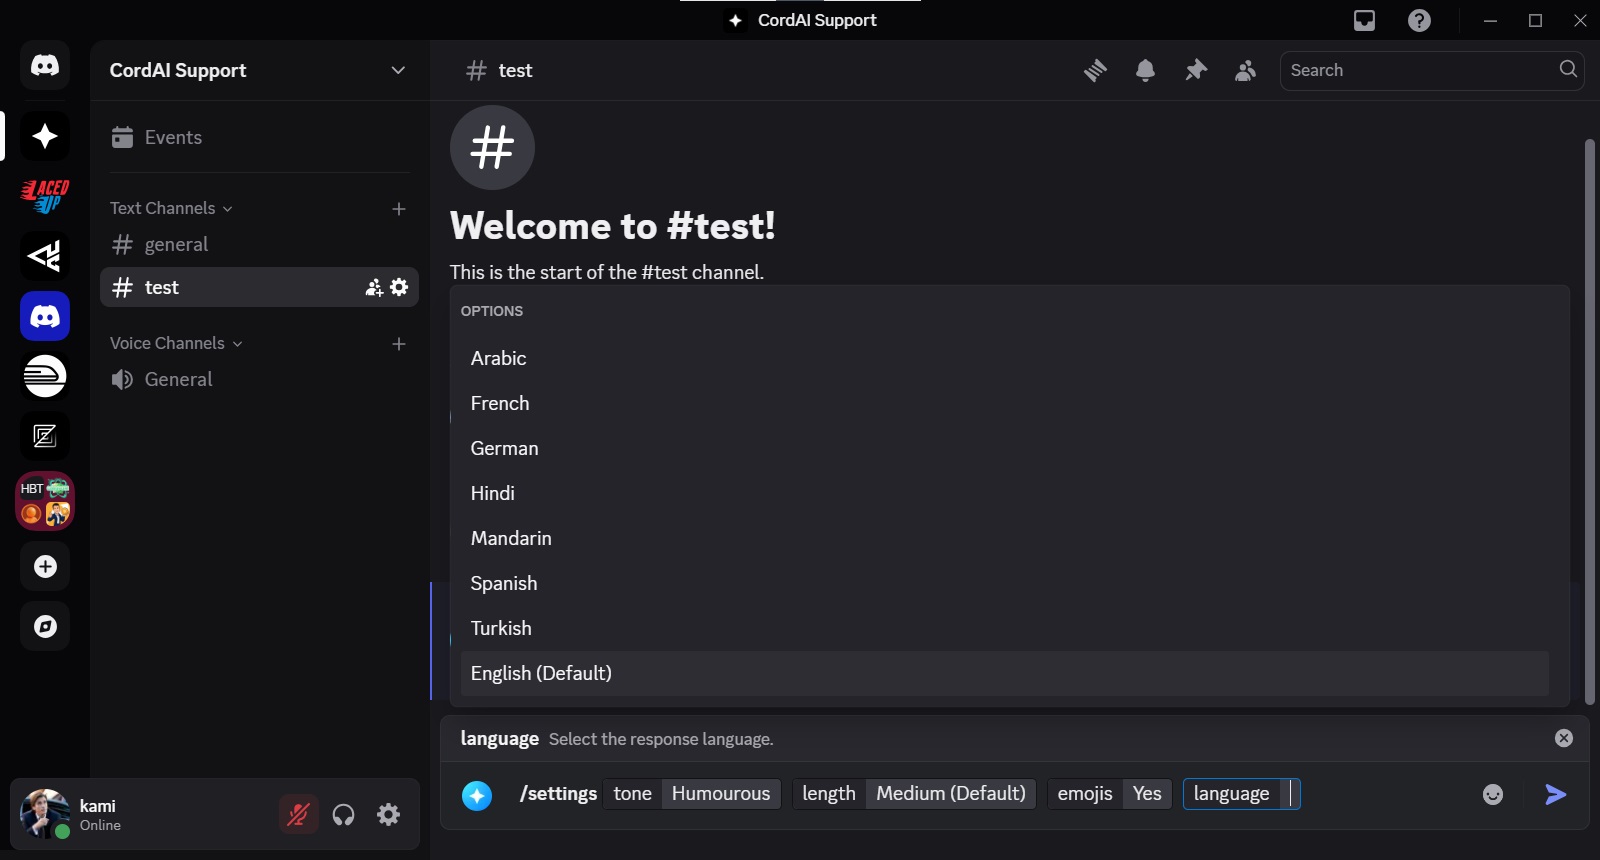 CordAI Support
CordAI Support
test
Search
Events
Text Channels
general
test
Voice Channels
General
LACED UP
HBT
Welcome to #test!
This is the start of the #test channel.
OPTIONS
Arabic
French
German
Hindi
Mandarin
Spanish
Turkish
English (Default)
language Select the response language.
/settings tone Humourous length Medium (Default) emojis Yes language
kami
Online